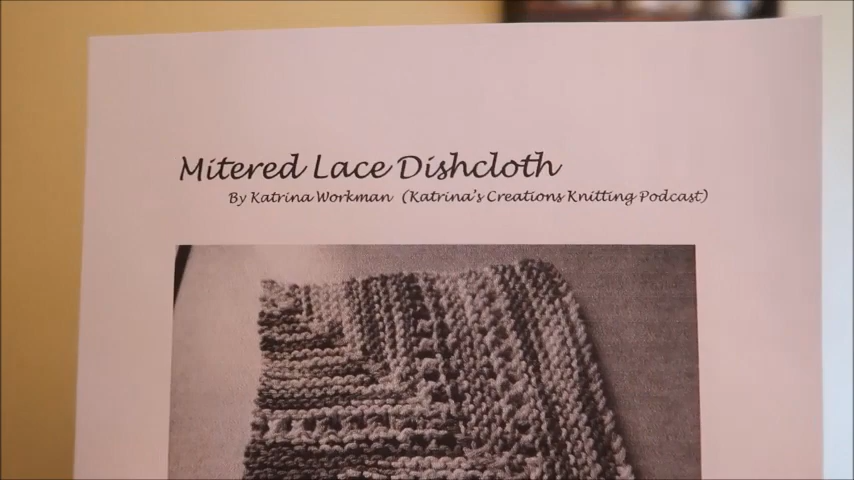 Mitered Lace Dishcloth
By Katrina Workman (Katrina's Creations Knitting Podcast)